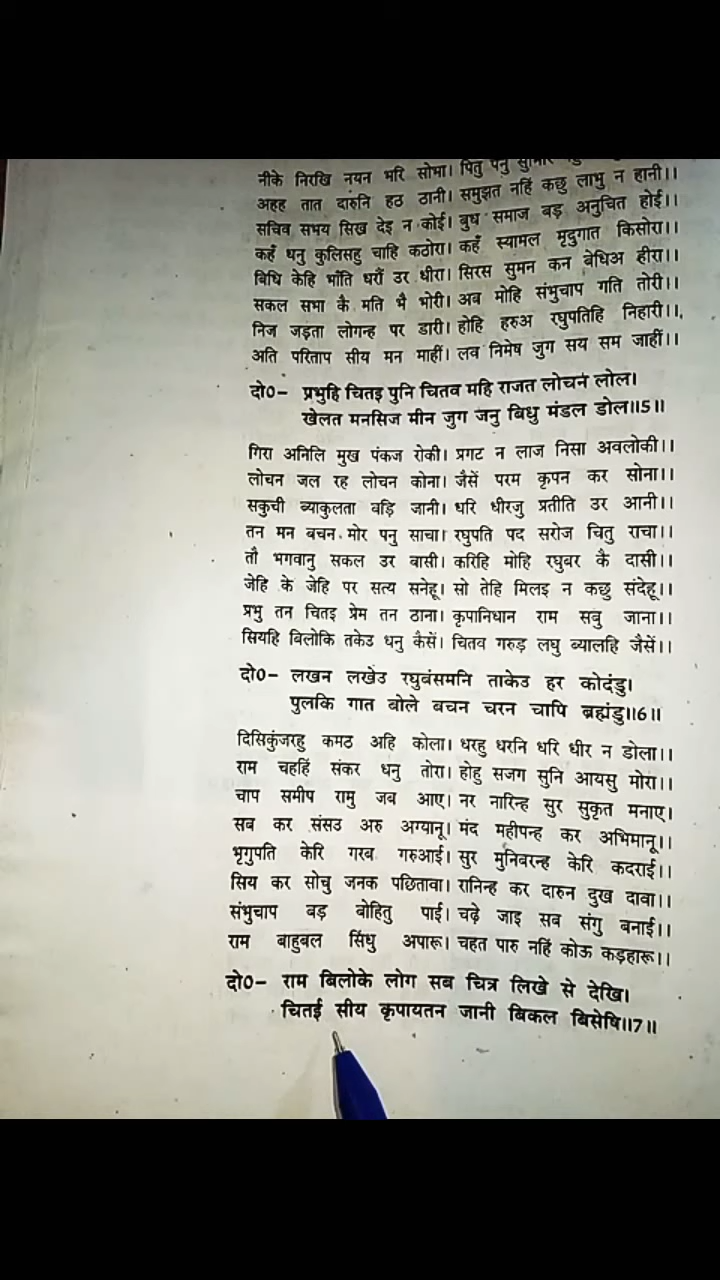 नीके निरखि नयन भरि सोभा। पितु पनु
अहह तात दारुनि हठ ठानी। समुझत नहिं कछु लाभु न हानी।।
सचिव सभय सिख देइ न कोई। बुध समाज बड़ अनुचित होई।।
कहँ धनु कुलिसहु चाहि कठोरा। कहँ स्यामल मृदुगात किसोरा।।
बिधि केहि भाँति धरौं उर धीरा। सिरस सुमन कन बेधिअ हीरा।।
सकल सभा कै मति भै भोरी। अब मोहि संभुचाप गति तोरी।।
निज जड़ता लोगन्ह पर डारी। होहि हरुअ रघुपतिहि निहारी।।
अति परिताप सीय मन माहीं। लव निमेष जुग सय सम जाहीं।।
दो0– प्रभुहि चितइ पुनि चितव महि राजत लोचन लोल।
खेलत मनसिज मीन जुग जनु बिधु मंडल डोल॥5॥
गिरा अनिलि मुख पंकज रोकी। प्रगट न लाज निसा अवलोकी।।
लोचन जल रह लोचन कोना। जैसें परम कृपन कर सोना।।
सकुची ब्याकुलता बड़ि जानी। धरि धीरजु प्रतीति उर आनी।।
तन मन बचन मोर पनु साचा। रघुपति पद सरोज चितु राचा।।
तौ भगवानु सकल उर बासी। करिहि मोहि रघुबर कै दासी।।
जेहि के जेहि पर सत्य सनेहू। सो तेहि मिलइ न कछु संदेहू।।
प्रभु तन चितइ प्रेम तन ठाना। कृपानिधान राम सबु जाना।।
सियहि बिलोकि तकेउ धनु कैसें। चितव गरुड़ लघु ब्यालहि जैसें।।
दो0– लखन लखेउ रघुबंसमनि ताकेउ हर कोदंडु।
पुलकि गात बोले बचन चरन चापि ब्रह्मंडु॥6॥
दिसिकुंजरहु कमठ अहि कोला। धरहु धरनि धरि धीर न डोला।।
राम चहहिं संकर धनु तोरा। होहु सजग सुनि आयसु मोरा।।
चाप समीप रामु जब आए। नर नारिन्ह सुर सुकृत मनाए।
सब कर संसउ अरु अग्यानू। मंद महीपन्ह कर अभिमानू।।
भृगुपति केरि गरब गरुआई। सुर मुनिबरन्ह केरि कदराई।।
सिय कर सोचु जनक पछितावा। रानिन्ह कर दारुन दुख दावा।।
संभुचाप बड़ बोहितु पाई। चढ़े जाइ सब संगु बनाई।।
राम बाहुबल सिंधु अपारू। चहत पारु नहिं कोऊ कड़हारू।।
दो0– राम बिलोके लोग सब चित्र लिखे से देखि।
चितई सीय कृपायतन जानी बिकल बिसेषि॥7॥